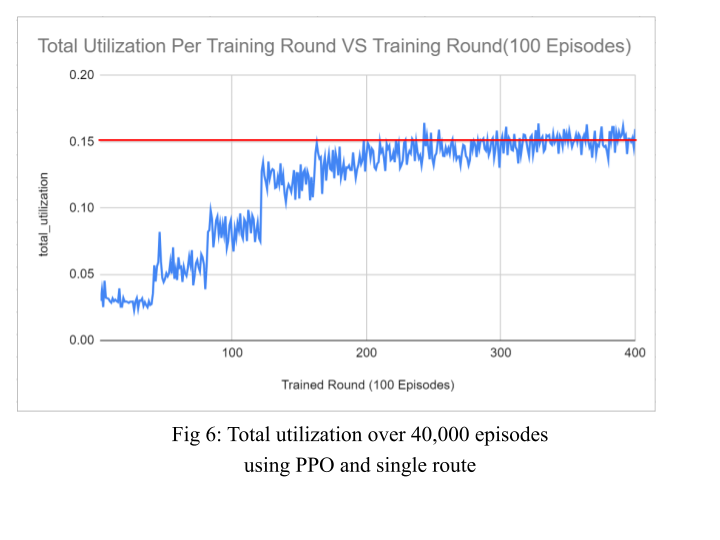 Total Utilization Per Training Round VS Training Round(100 Episodes)
0.20
0.15
0.10
0.05
0.00
total_utilization
100
200
300
400
Trained Round (100 Episodes)
Fig 6: Total utilization over 40,000 episodes
using PPO and single route